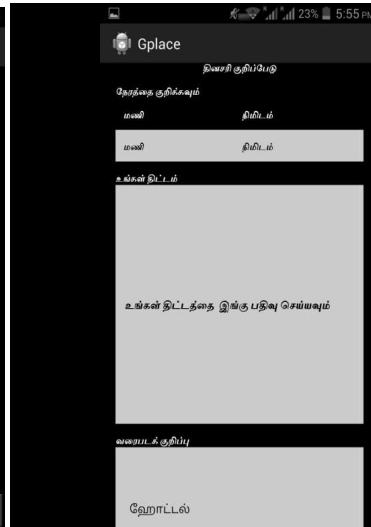 23% 5:55 PM
Gplace
தினசரி குறிப்பேடு
நேரத்தை குறிக்கவும்
மணி நிமிடம்
மணி நிமிடம்
உங்கள் திட்டம்
உங்கள் திட்டத்தை இங்கு பதிவு செய்யவும்
வரைபடக் குறிப்பு
ஹோட்டல்